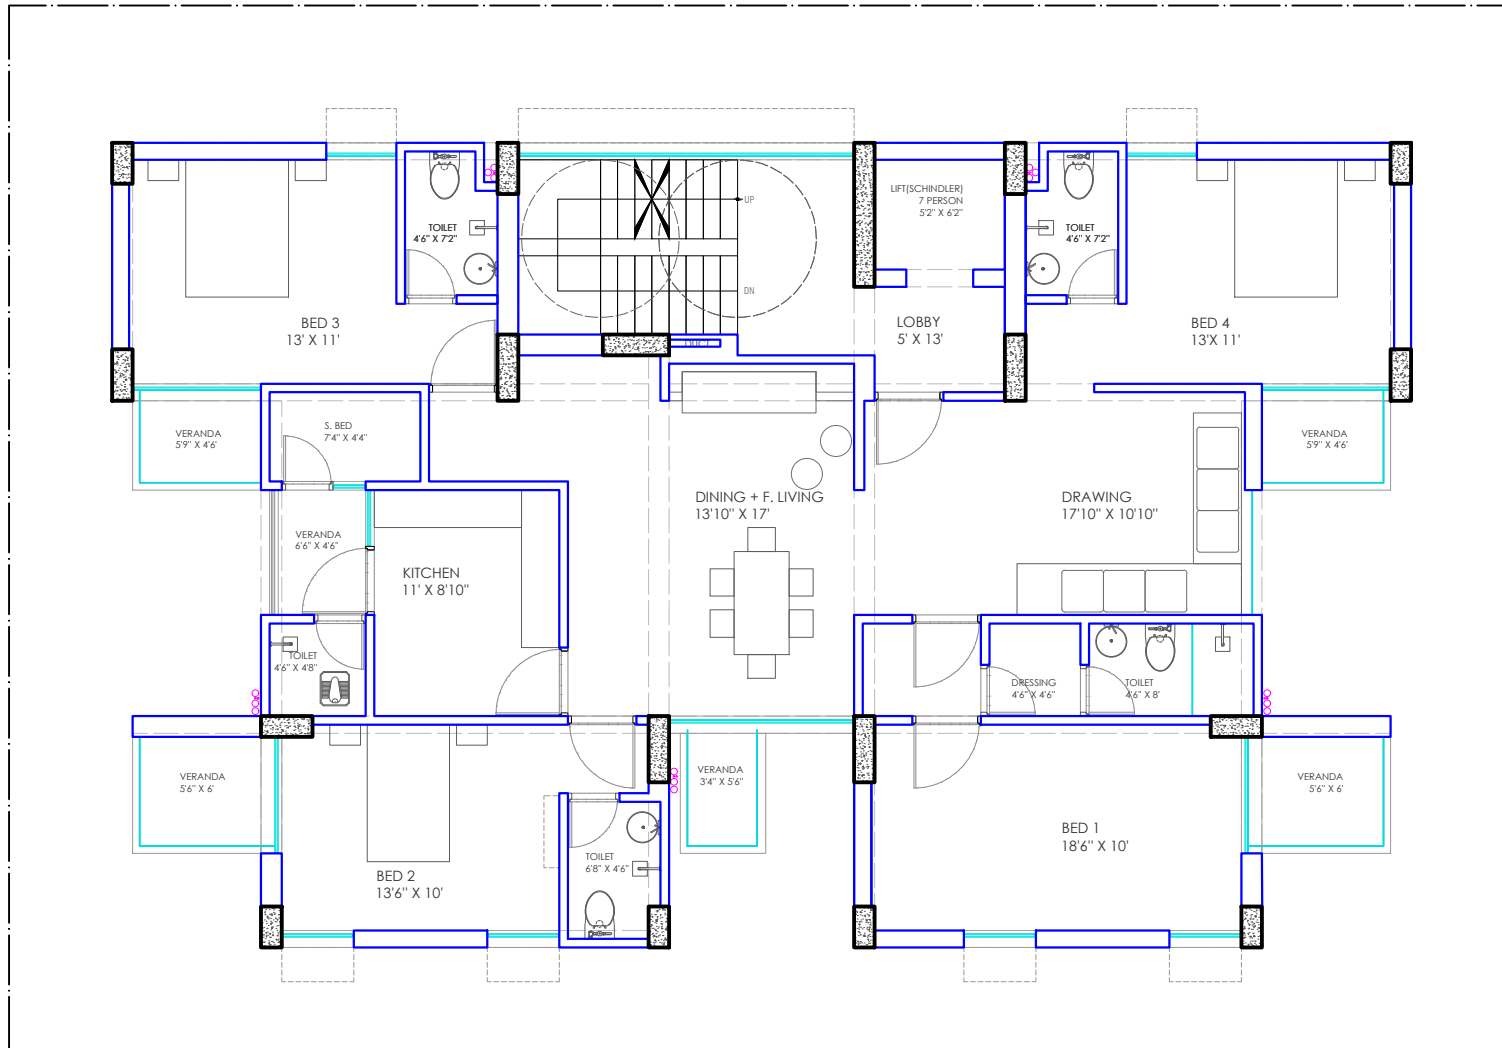 LIFT(SCHINDLER)
7 PERSON
5'2" X 6'2"
UP
DN
TOILET
4'6" X 7'2"
TOILET
4'6" X 7'2"
BED 3
13' X 11'
LOBBY
5' X 13'
BED 4
13'X 11'
DUCT
VERANDA
5'9" X 4'6'
S. BED
7'4" X 4'4"
VERANDA
5'9" X 4'6'
DINING + F. LIVING
13'10" X 17'
DRAWING
17'10" X 10'10"
VERANDA
6'6" X 4'6"
KITCHEN
11' X 8'10"
TOILET
4'6" X 4'8"
DRESSING
4'6" X 4'6"
TOILET
4'6" X 8'
VERANDA
5'6" X 6'
VERANDA
3'4" X 5'6"
VERANDA
5'6" X 6'
BED 1
18'6" X 10'
TOILET
6'8" X 4'6"
BED 2
13'6" X 10'